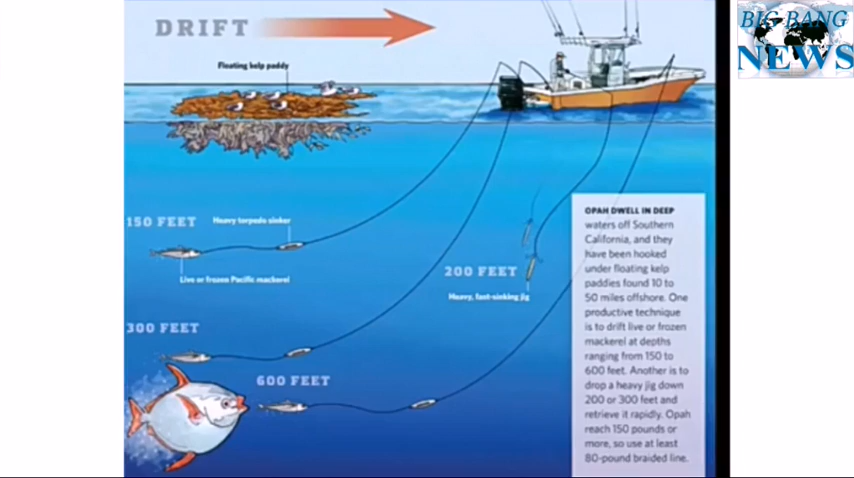 DRIFT
BIG BANG
NEWS
Floating kelp paddy
150 FEET
Heavy torpedo sinker
Live or frozen Pacific mackerel
200 FEET
Heavy, fast-sinking jig
300 FEET
600 FEET
OPAH DWELL IN DEEP
waters off Southern
California, and they
have been hooked
under floating kelp
paddies found 10 to
50 miles offshore. One
productive technique
is to drift live or frozen
mackerel at depths
ranging from 150 to
600 feet. Another is to
drop a heavy jig down
200 or 300 feet and
retrieve it rapidly. Opah
reach 150 pounds or
more, so use at least
80-pound braided line.